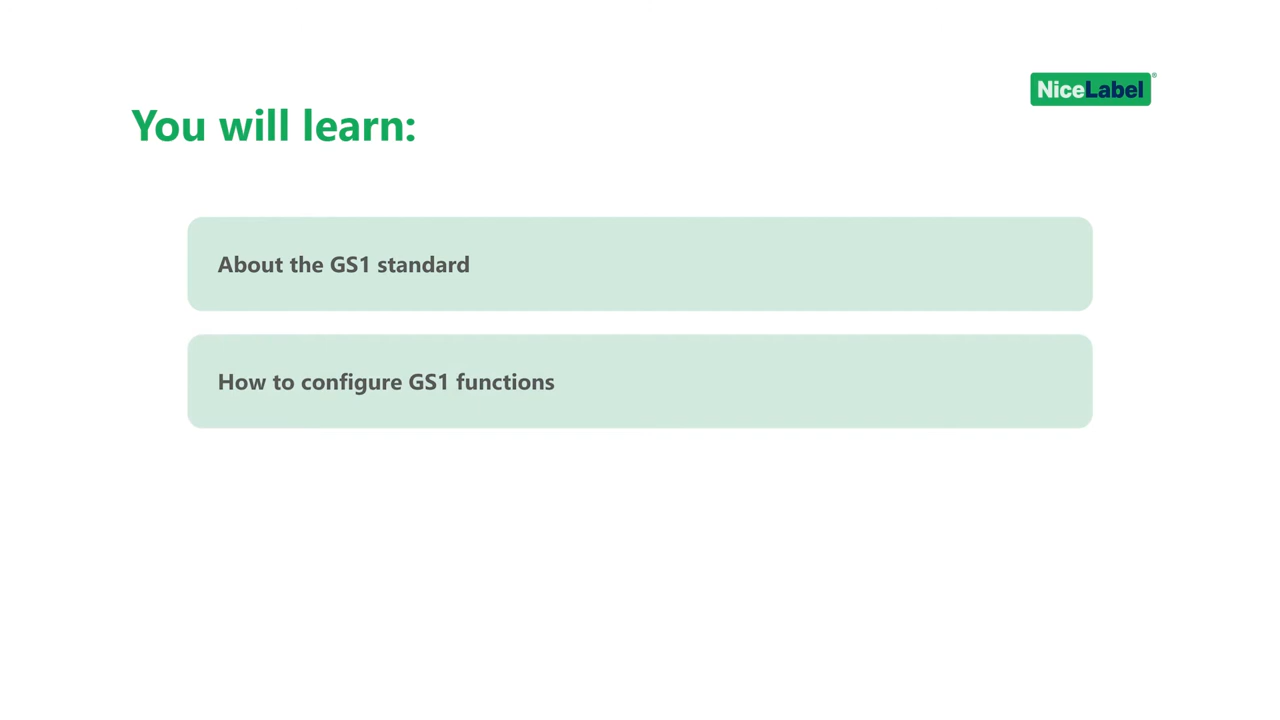 NiceLabel®
You will learn:
About the GS1 standard
How to configure GS1 functions